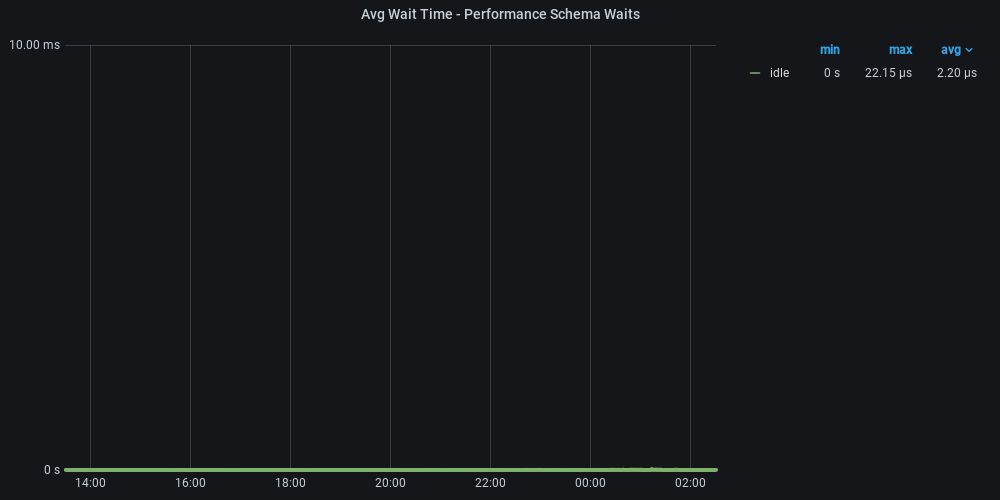 Avg Wait Time - Performance Schema Waits
10.00 ms
min max avg
idle 0 s 22.15 µs 2.20 µs
0 s
14:00 16:00 18:00 20:00 22:00 00:00 02:00